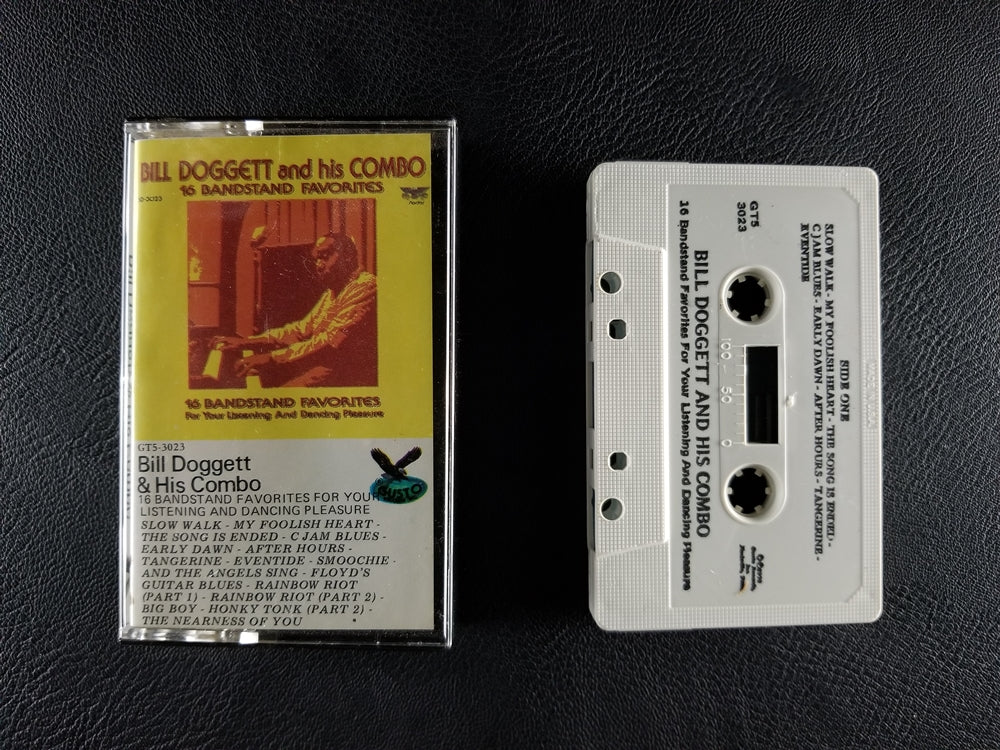 BILL DOGGETT and his COMBO
16 BANDSTAND FAVORITES
16 BANDSTAND FAVORITES
For Your Listening And Dancing Pleasure
GT5-3023
Bill Doggett
& His Combo
GUSTO
16 BANDSTAND FAVORITES FOR YOUR
LISTENING AND DANCING PLEASURE
SLOW WALK - MY FOOLISH HEART -
THE SONG IS ENDED - C JAM BLUES -
EARLY DAWN - AFTER HOURS -
TANGERINE - EVENTIDE - SMOOCHIE -
AND THE ANGELS SING - FLOYD'S
GUITAR BLUES - RAINBOW RIOT
(PART 1) - RAINBOW RIOT (PART 2) -
BIG BOY - HONKY TONK (PART 2) -
THE NEARNESS OF YOU
SIDE ONE
SLOW WALK - MY FOOLISH HEART - THE SONG IS ENDED -
C JAM BLUES - EARLY DAWN - AFTER HOURS - TANGERINE -
EVENTIDE
GT5
3023
100 50 0
BILL DOGGETT AND HIS COMBO
16 Bandstand Favorites For Your Listening And Dancing Pleasure